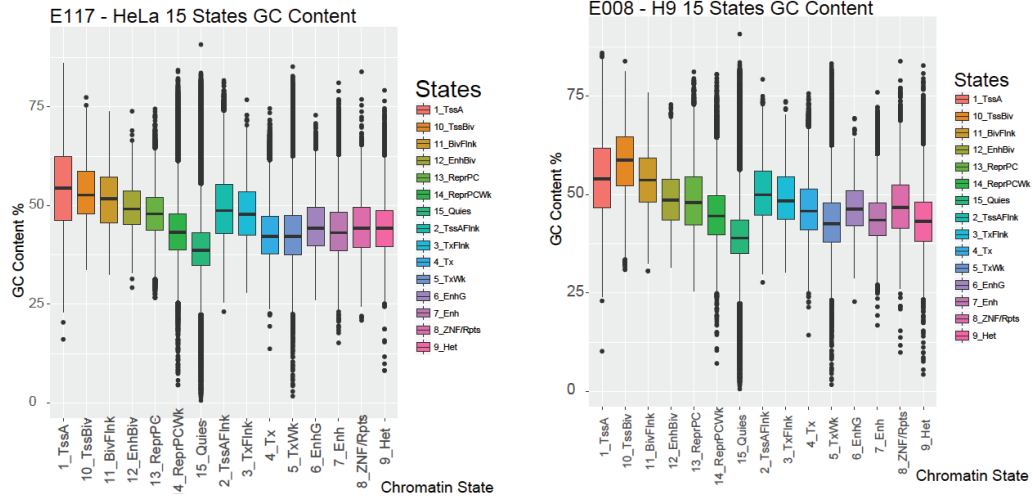 E117 - HeLa 15 States GC Content
GC Content %
75
50
25
0
1_TssA
10_TssBiv
11_BivFlnk
12_EnhBiv
13_ReprPC
14_ReprPCWk
15_Quies
2_TssAFlnk
3_TxFlnk
4_Tx
5_TxWk
6_EnhG
7_Enh
8_ZNF/Rpts
9_Het
Chromatin State
States
1_TssA
10_TssBiv
11_BivFlnk
12_EnhBiv
13_ReprPC
14_ReprPCWk
15_Quies
2_TssAFlnk
3_TxFlnk
4_Tx
5_TxWk
6_EnhG
7_Enh
8_ZNF/Rpts
9_Het
E008 - H9 15 States GC Content
GC Content %
75
50
25
0
1_TssA
10_TssBiv
11_BivFlnk
12_EnhBiv
13_ReprPC
14_ReprPCWk
15_Quies
2_TssAFlnk
3_TxFlnk
4_Tx
5_TxWk
6_EnhG
7_Enh
8_ZNF/Rpts
9_Het
Chromatin State
States
1_TssA
10_TssBiv
11_BivFlnk
12_EnhBiv
13_ReprPC
14_ReprPCWk
15_Quies
2_TssAFlnk
3_TxFlnk
4_Tx
5_TxWk
6_EnhG
7_Enh
8_ZNF/Rpts
9_Het